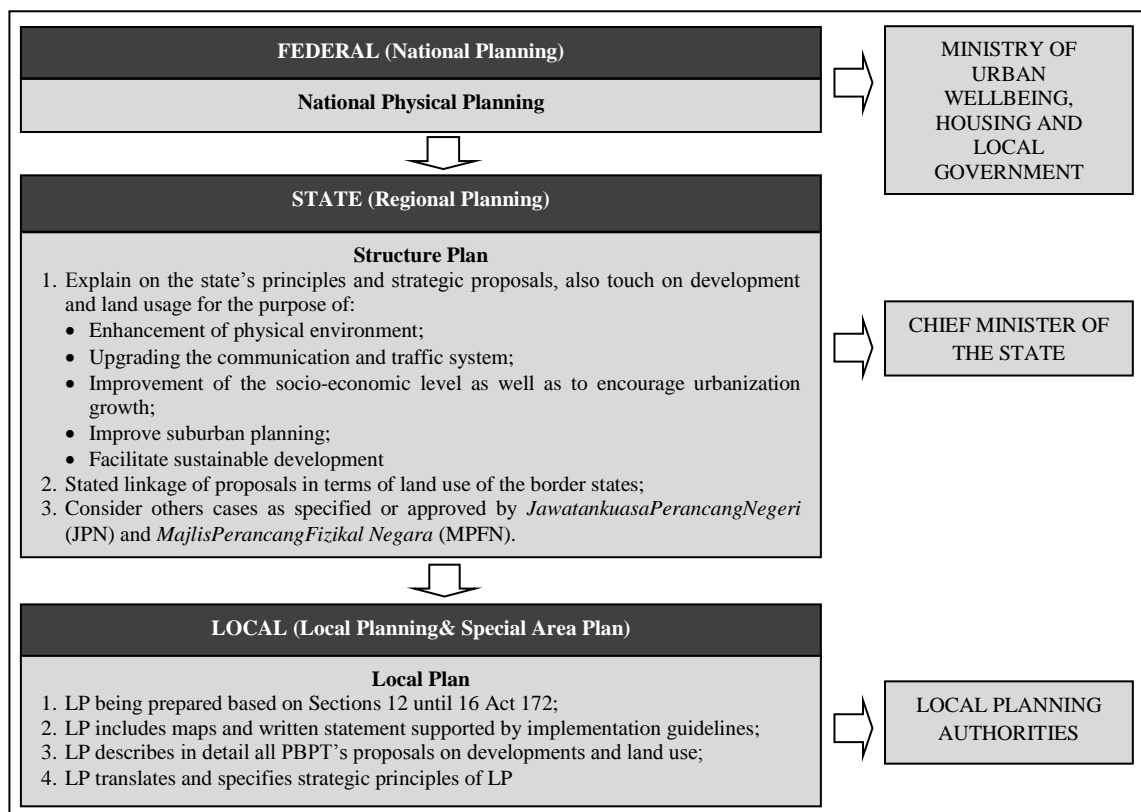 FEDERAL (National Planning)
National Physical Planning
MINISTRY OF
URBAN
WELLBEING,
HOUSING AND
LOCAL
GOVERNMENT
STATE (Regional Planning)
Structure Plan
1. Explain on the state’s principles and strategic proposals, also touch on development
and land usage for the purpose of:
• Enhancement of physical environment;
• Upgrading the communication and traffic system;
• Improvement of the socio-economic level as well as to encourage urbanization
growth;
• Improve suburban planning;
• Facilitate sustainable development
2. Stated linkage of proposals in terms of land use of the border states;
3. Consider others cases as specified or approved by JawatankuasaPerancangNegeri
(JPN) and MajlisPerancangFizikal Negara (MPFN).
CHIEF MINISTER OF
THE STATE
LOCAL (Local Planning& Special Area Plan)
Local Plan
1. LP being prepared based on Sections 12 until 16 Act 172;
2. LP includes maps and written statement supported by implementation guidelines;
3. LP describes in detail all PBPT’s proposals on developments and land use;
4. LP translates and specifies strategic principles of LP
LOCAL PLANNING
AUTHORITIES